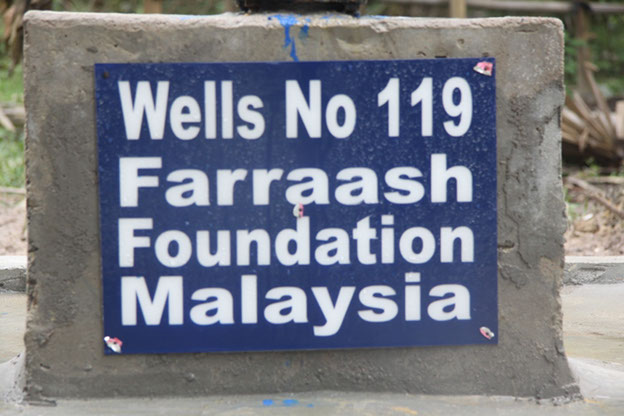 Wells No 119
Farraash
Foundation
Malaysia